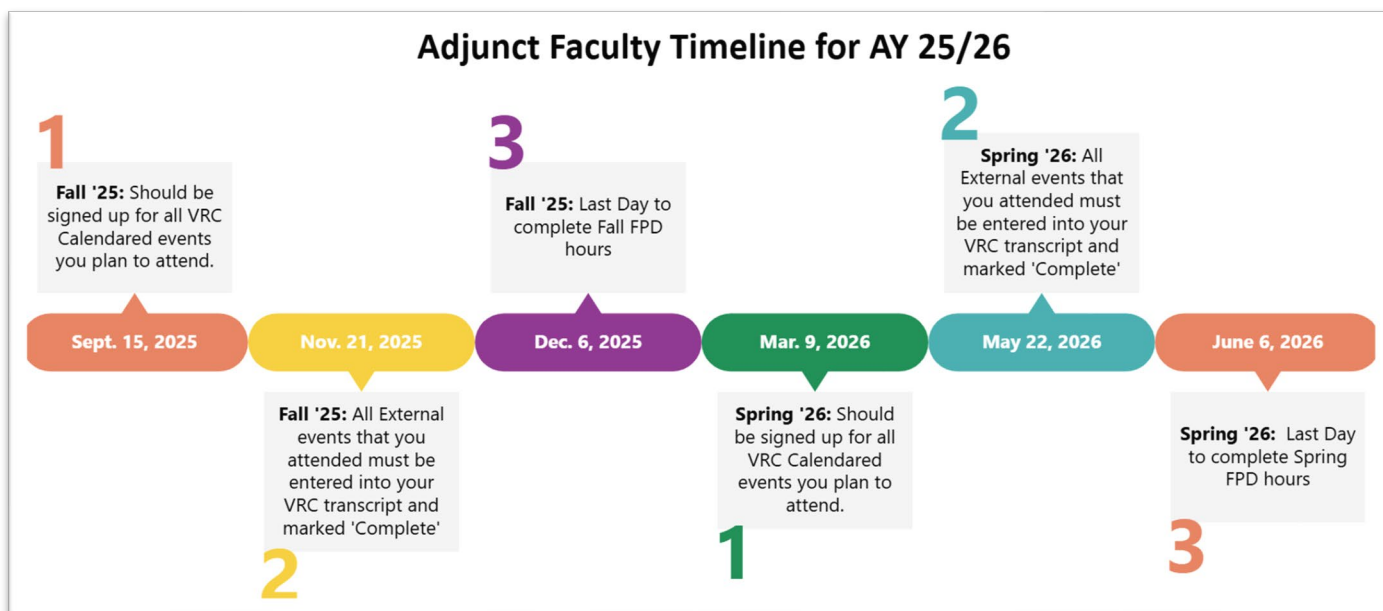 Adjunct Faculty Timeline for AY 25/26
1
Fall '25: Should be
signed up for all VRC
Calendared events
you plan to attend.
Sept. 15, 2025
Nov. 21, 2025
Fall '25: All External
events that you
attended must be
entered into your
VRC transcript and
marked 'Complete'
2
3
Fall '25: Last Day to
complete Fall FPD
hours
Dec. 6, 2025
Mar. 9, 2026
Spring '26: Should
be signed up for all
VRC Calendared
events you plan to
attend.
1
2
Spring '26: All
External events that
you attended must
be entered into your
VRC transcript and
marked 'Complete'
May 22, 2026
June 6, 2026
Spring '26:  Last Day
to complete Spring
FPD hours
3